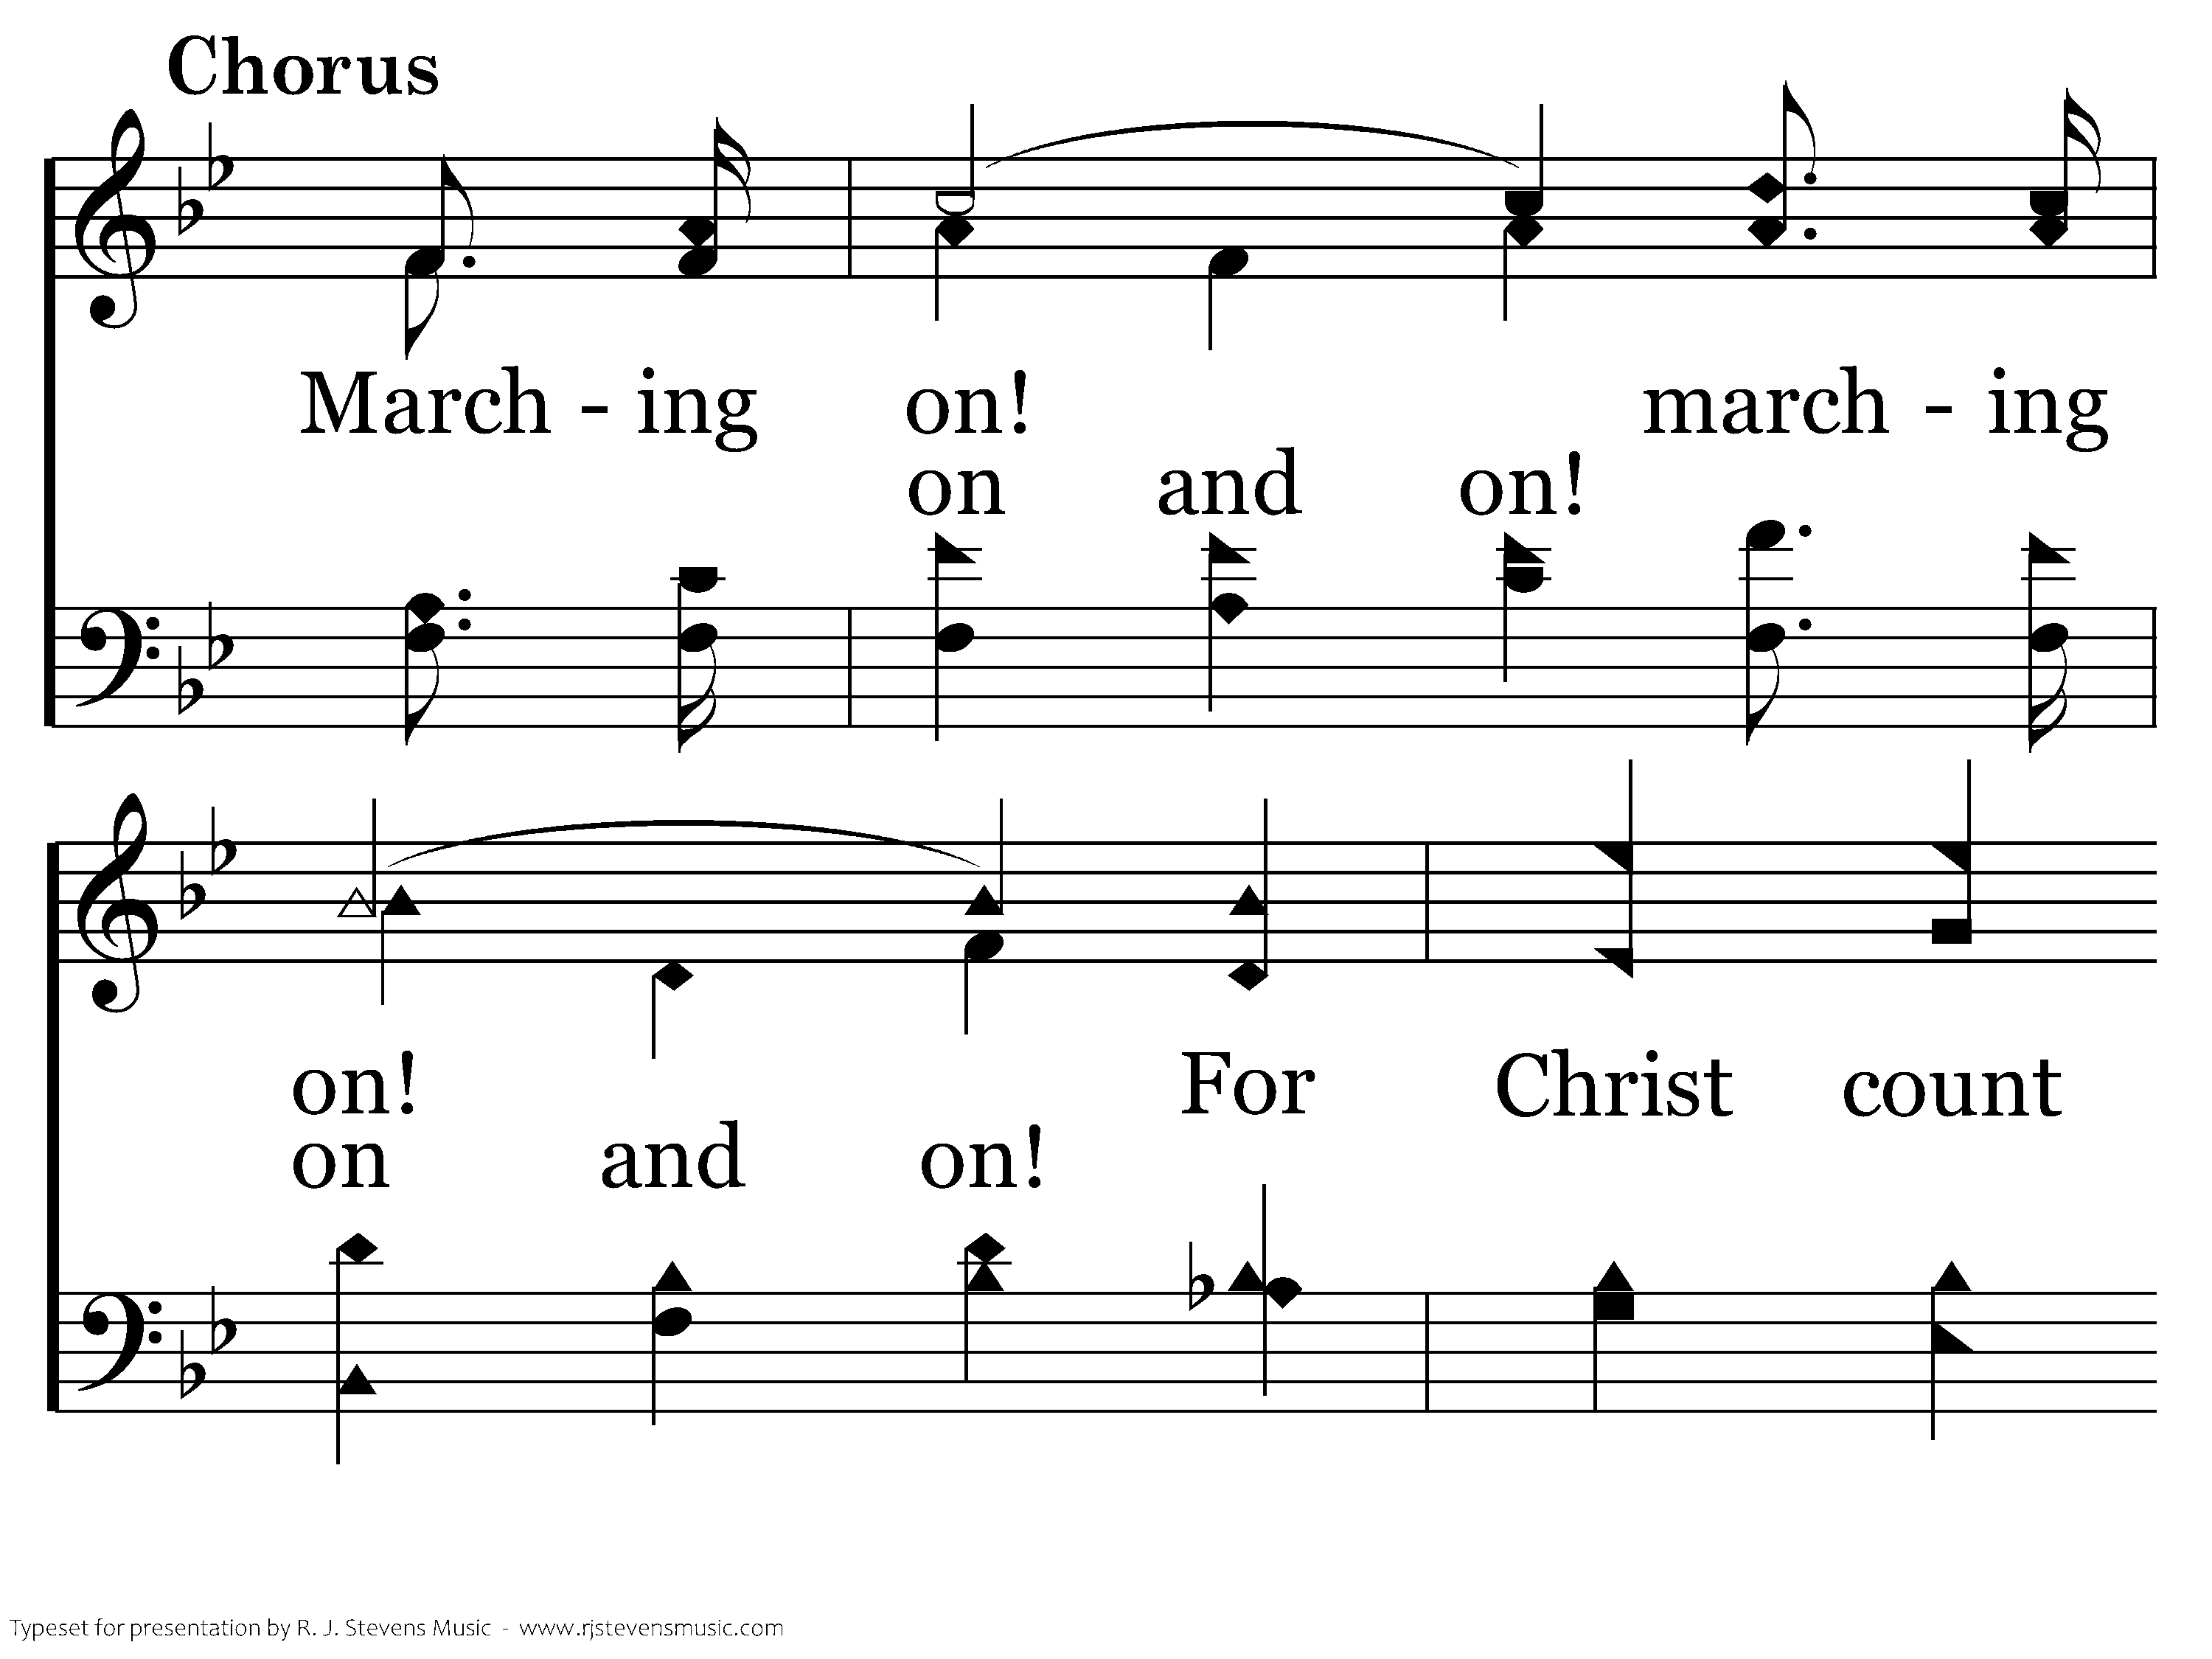 Chorus
March - ing on! march - ing
on and on!
on! For Christ count
on and on!
Typeset for presentation by R. J. Stevens Music - www.rjstevensmusic.com